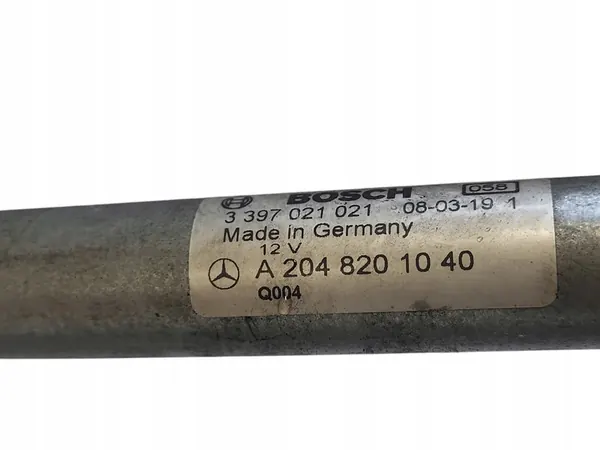 BOSCH 058
3 397 021 021 08-03-19 1
Made in Germany
12 V
A 204 820 10 40
Q004